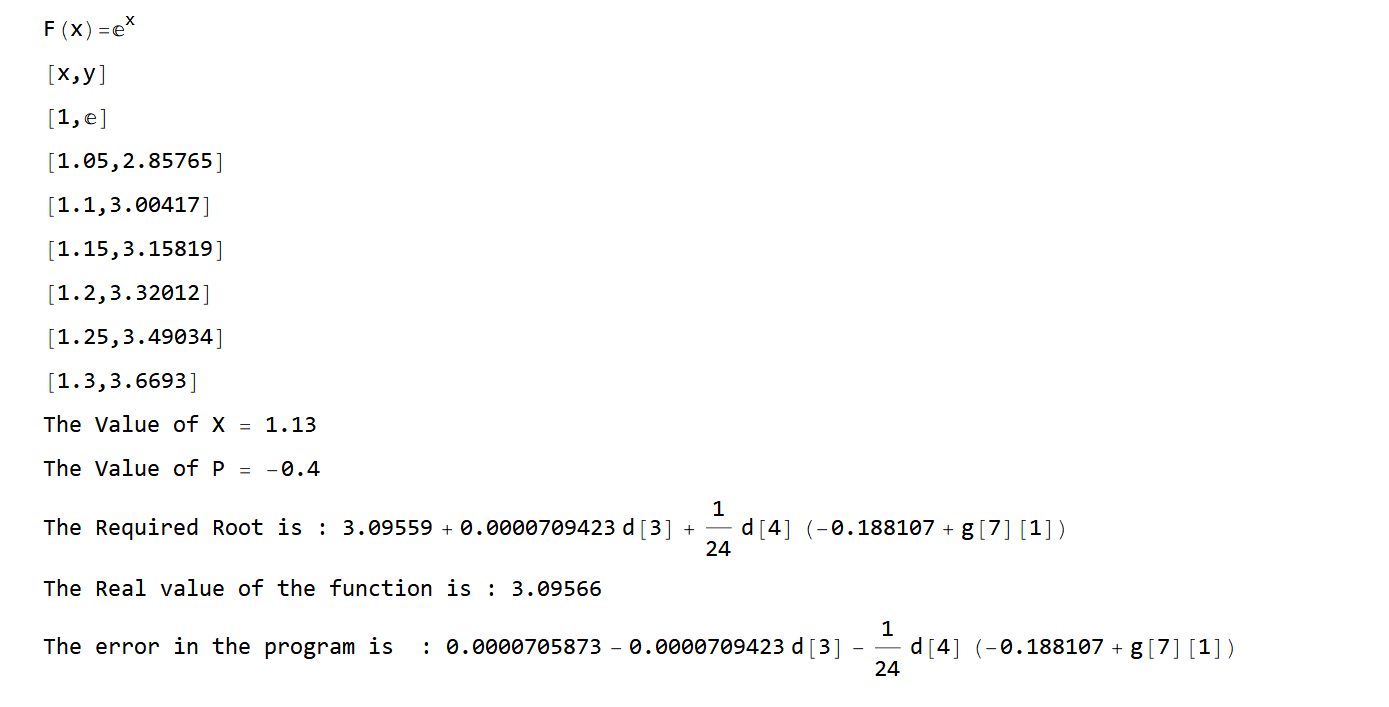 F(x)=ⅇˣ
[x,y]
[1,ⅇ]
[1.05,2.85765]
[1.1,3.00417]
[1.15,3.15819]
[1.2,3.32012]
[1.25,3.49034]
[1.3,3.6693]
The Value of X = 1.13
The Value of P = -0.4
The Required Root is : 3.09559 + 0.0000709423 d[3] + 1/24 d[4] (-0.188107 + g[7][1])
The Real value of the function is : 3.09566
The error in the program is : 0.0000705873 - 0.0000709423 d[3] - 1/24 d[4] (-0.188107 + g[7][1])